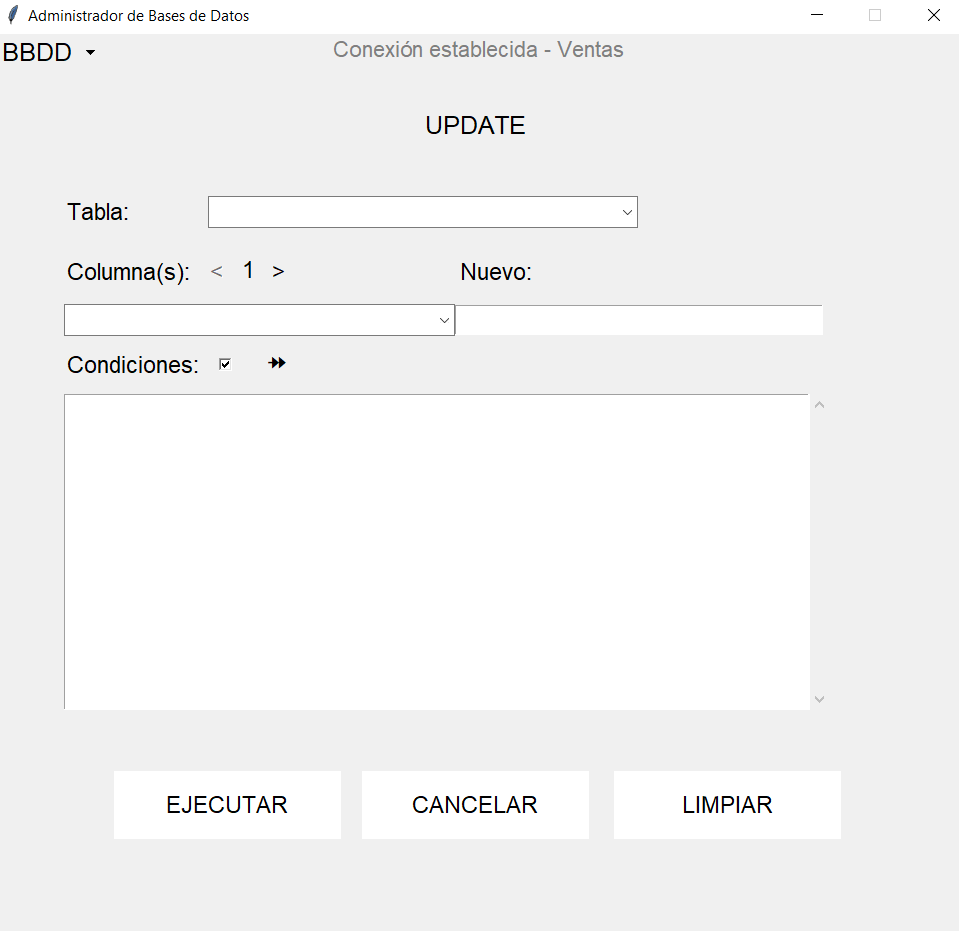 Administrador de Bases de Datos
BBDD
Conexión establecida - Ventas
UPDATE
Tabla:
Columna(s): < 1 > Nuevo:
Condiciones:
EJECUTAR CANCELAR LIMPIAR